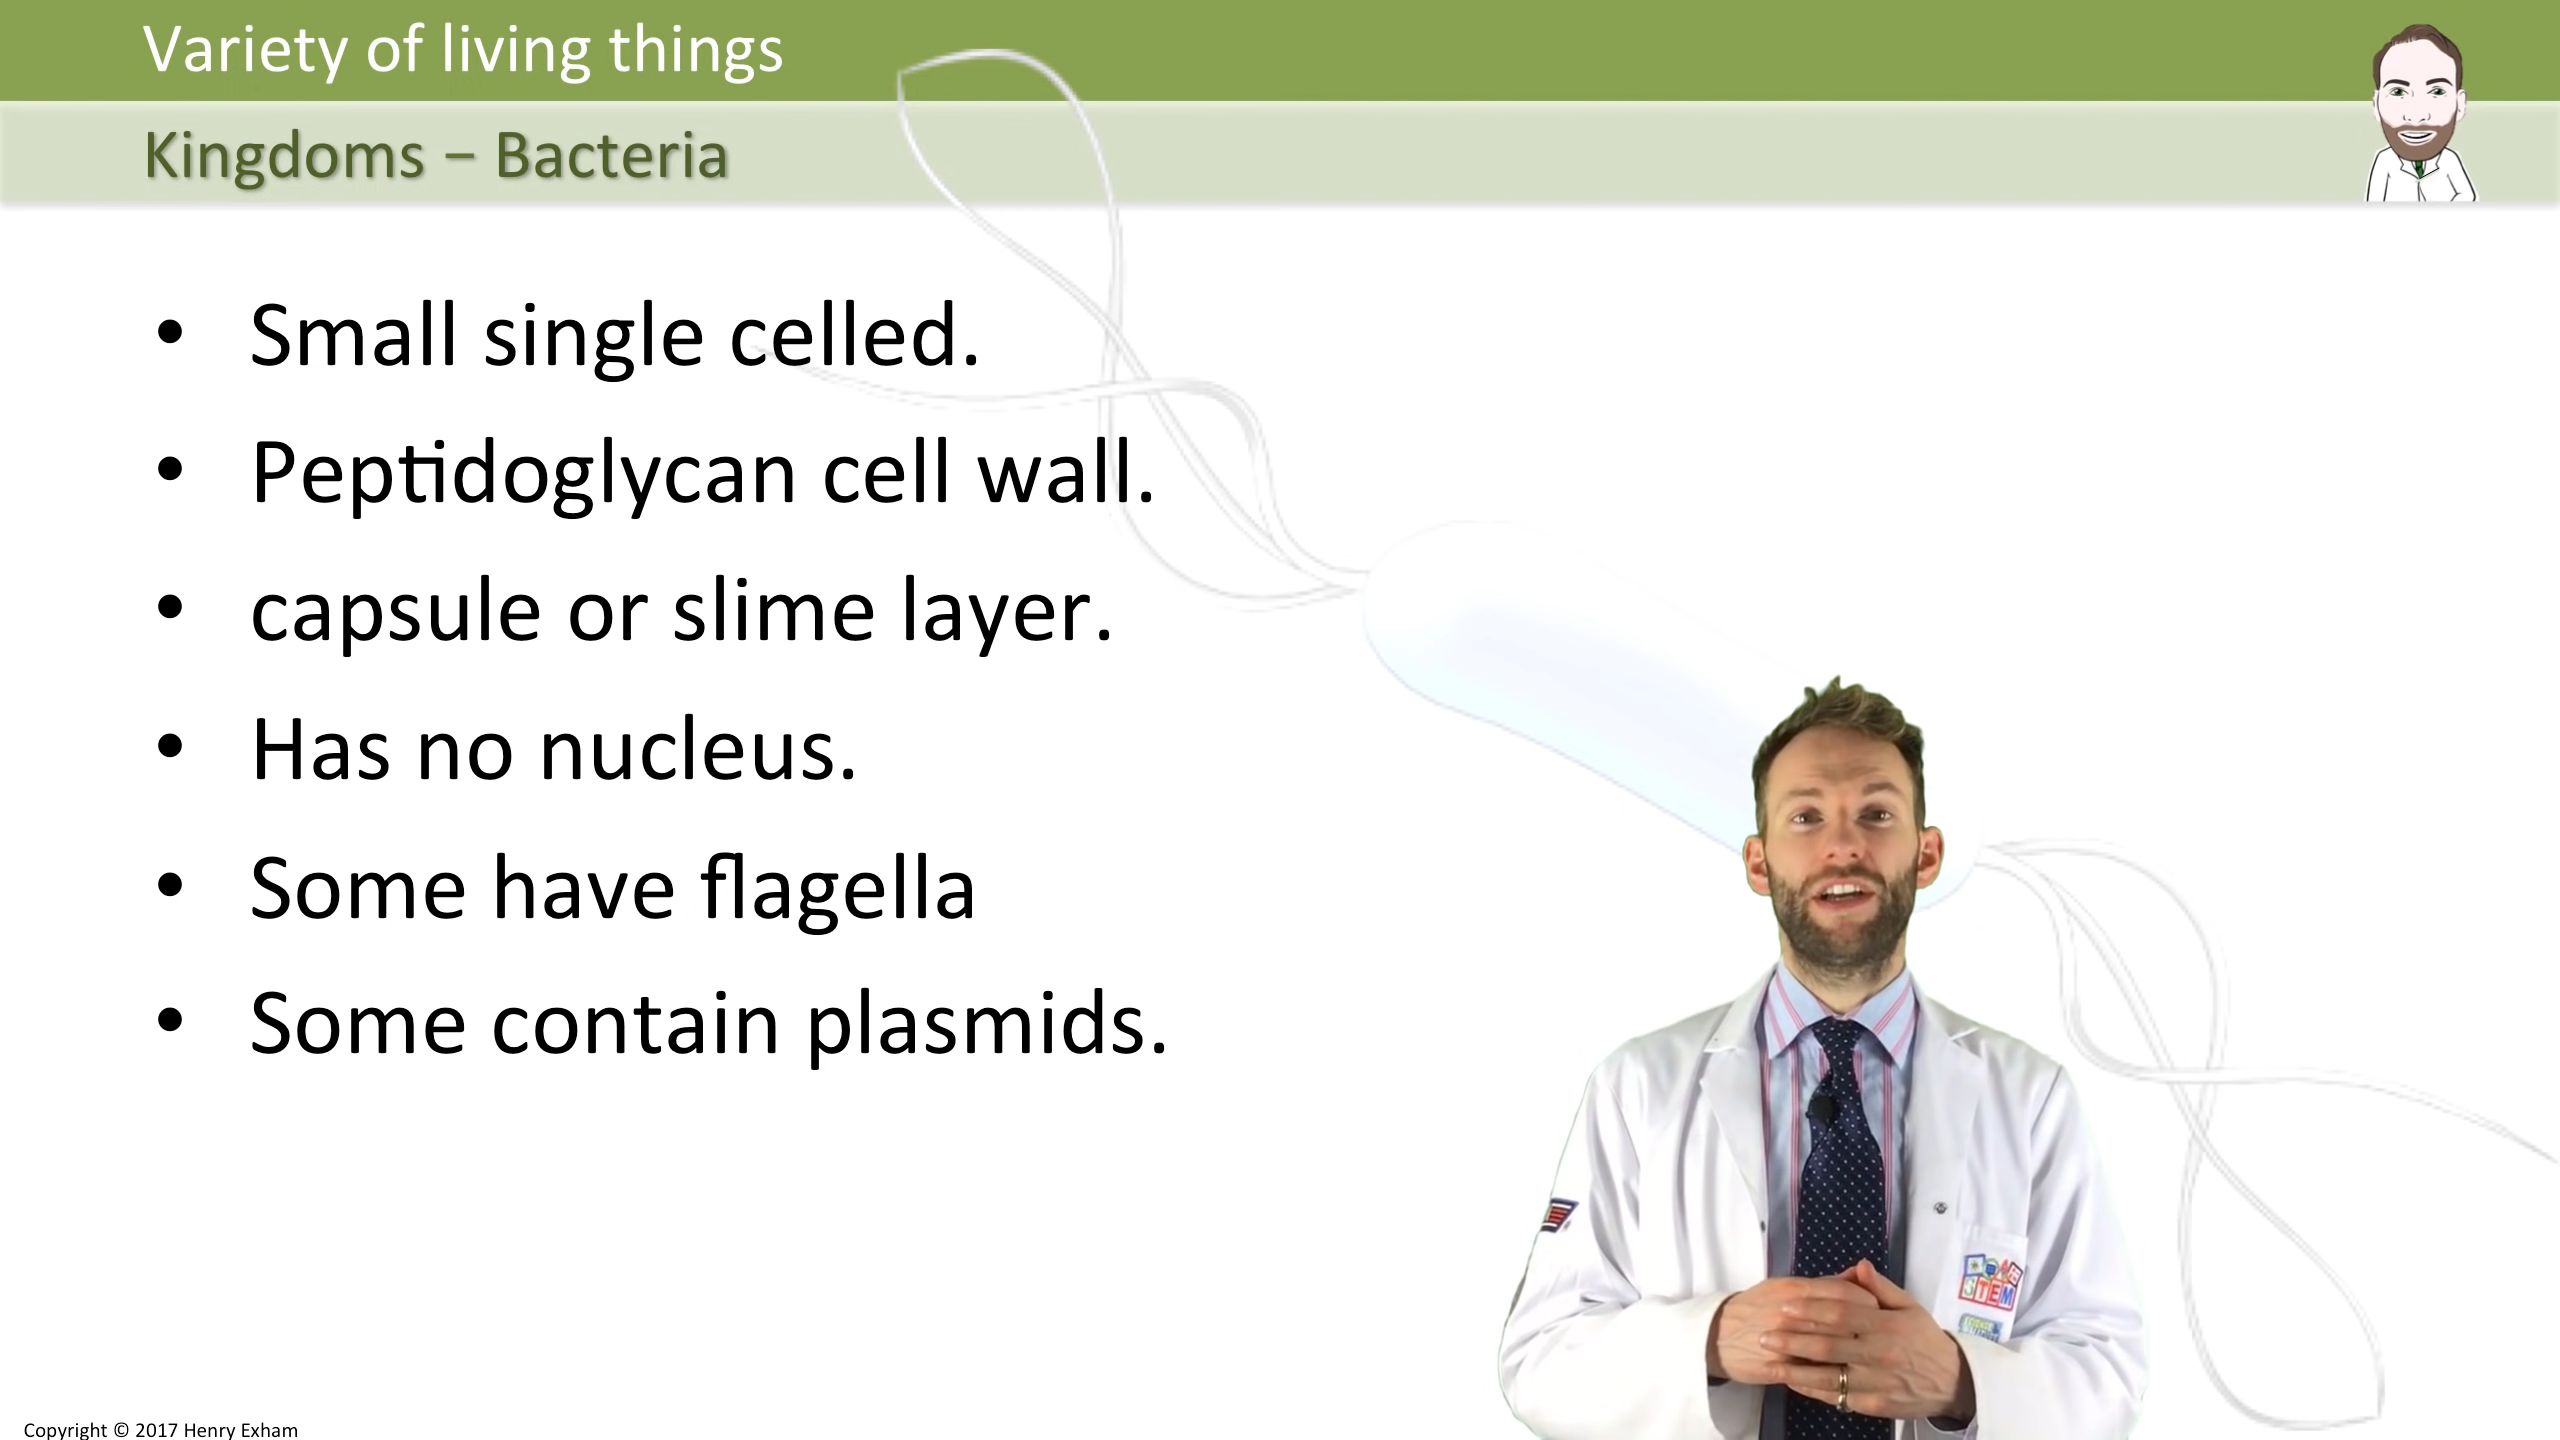 Variety of living things
Kingdoms – Bacteria
• Small single celled.
• Peptidoglycan cell wall.
• capsule or slime layer.
• Has no nucleus.
• Some have flagella
• Some contain plasmids.
STEM
Copyright © 2017 Henry Exham